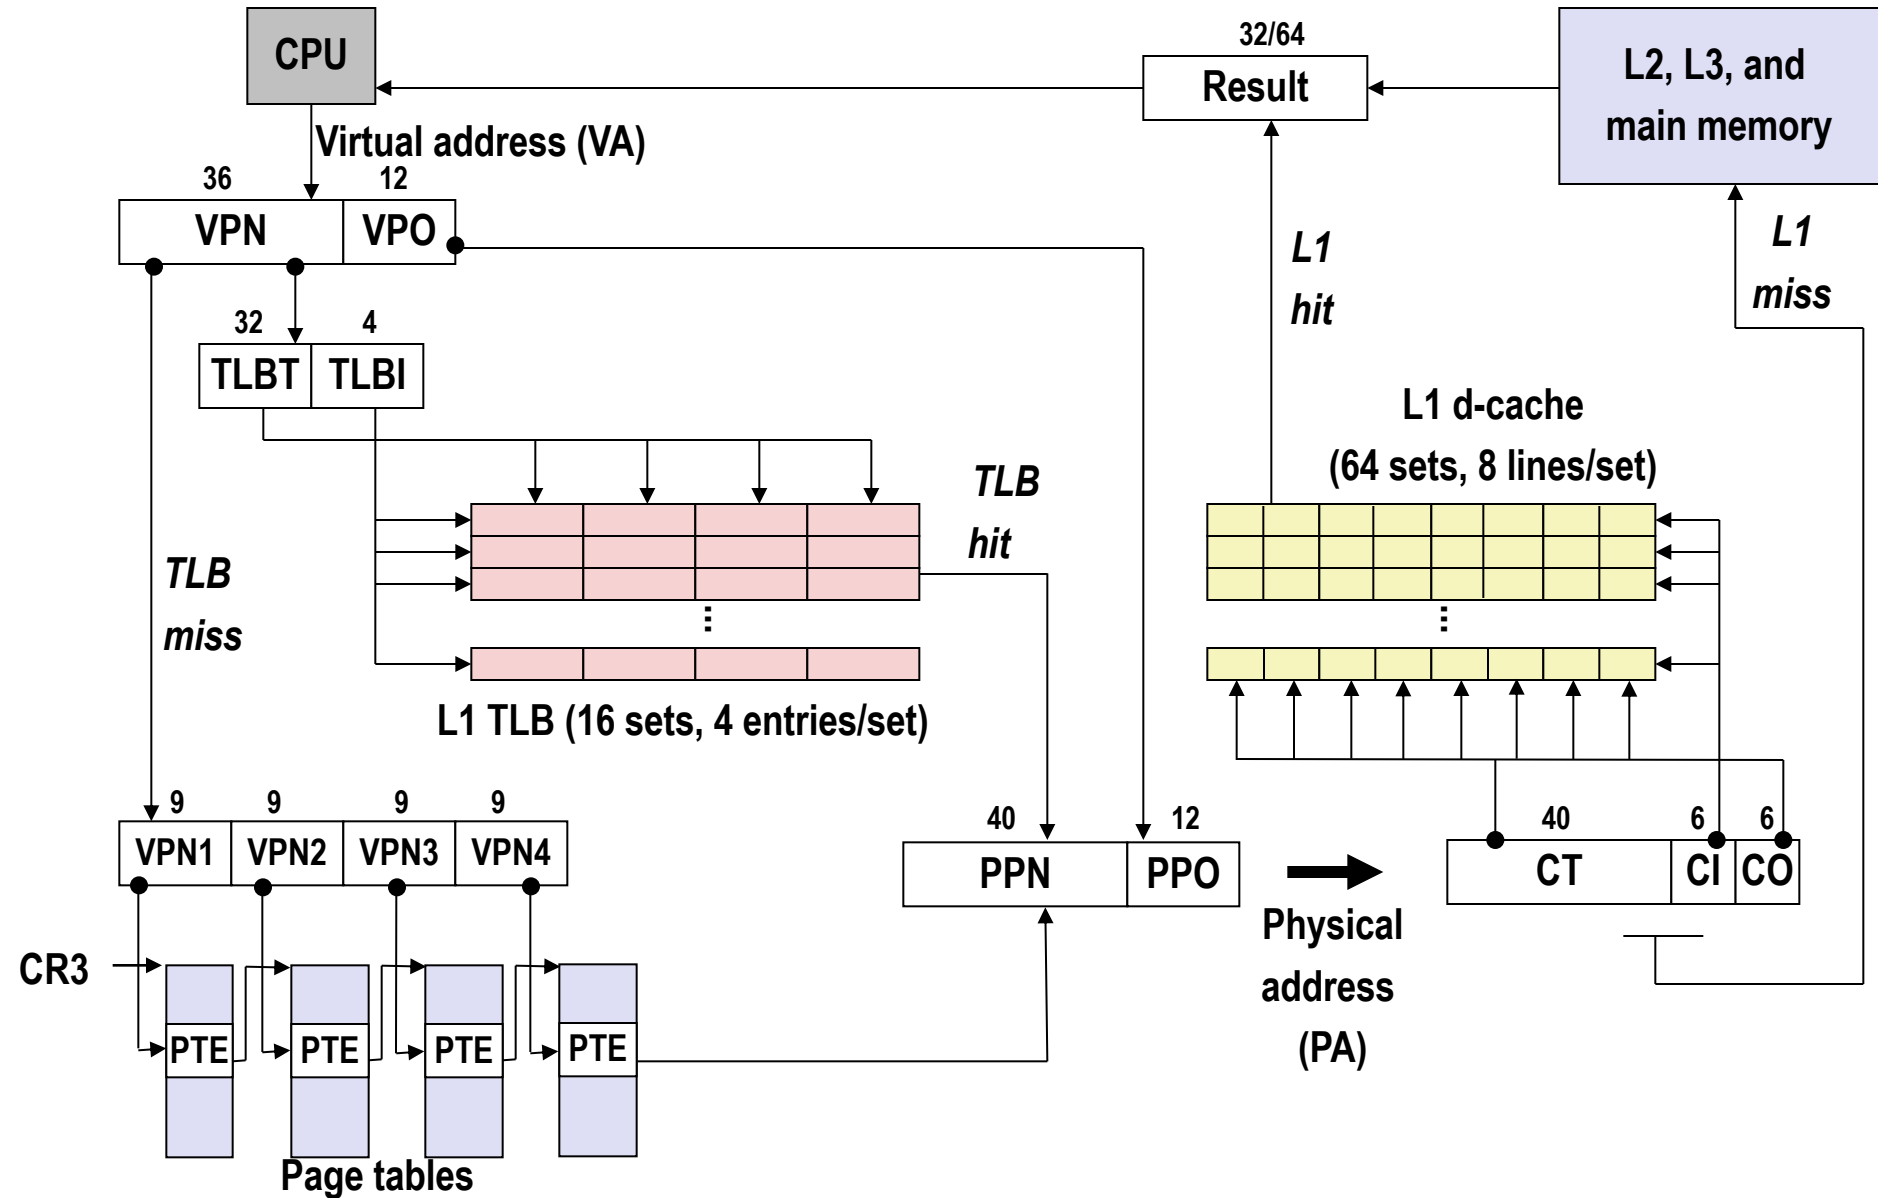 CPU
32/64
Result
L2, L3, and
main memory
Virtual address (VA)
36
12
VPN
VPO
L1
hit
L1
miss
32
4
TLBT
TLBI
L1 d-cache
(64 sets, 8 lines/set)
TLB
hit
TLB
miss
...
...
L1 TLB (16 sets, 4 entries/set)
9
9
9
9
VPN1
VPN2
VPN3
VPN4
40
12
PPN
PPO
40
6
6
CT
CI
CO
Physical
address
(PA)
CR3
PTE
PTE
PTE
PTE
Page tables